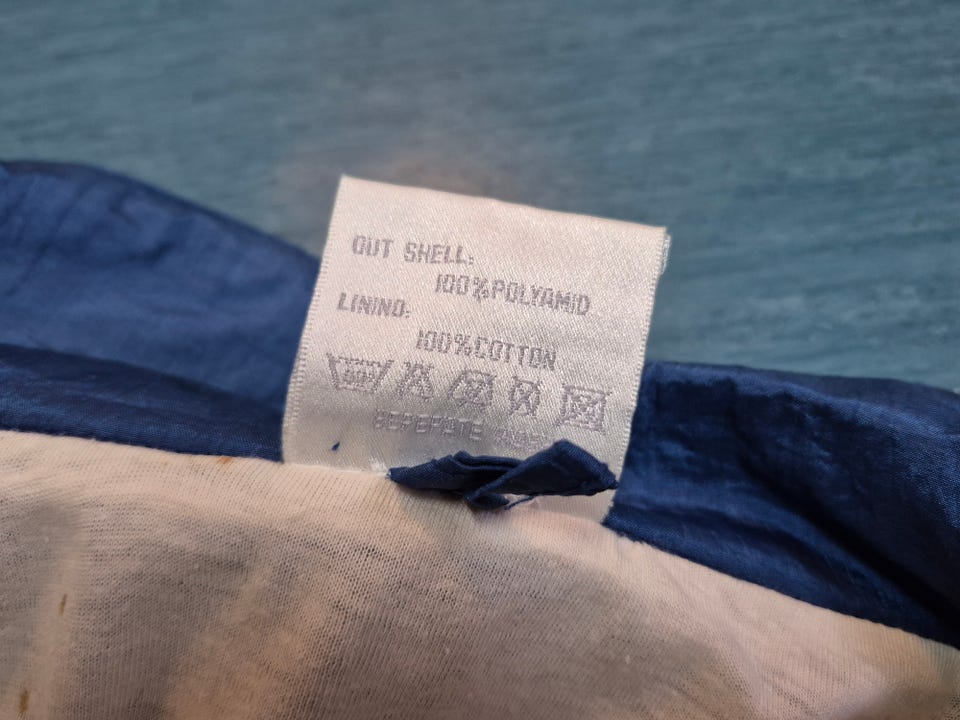 OUT SHELL:
100%POLYAMID
LINING:
100%COTTON